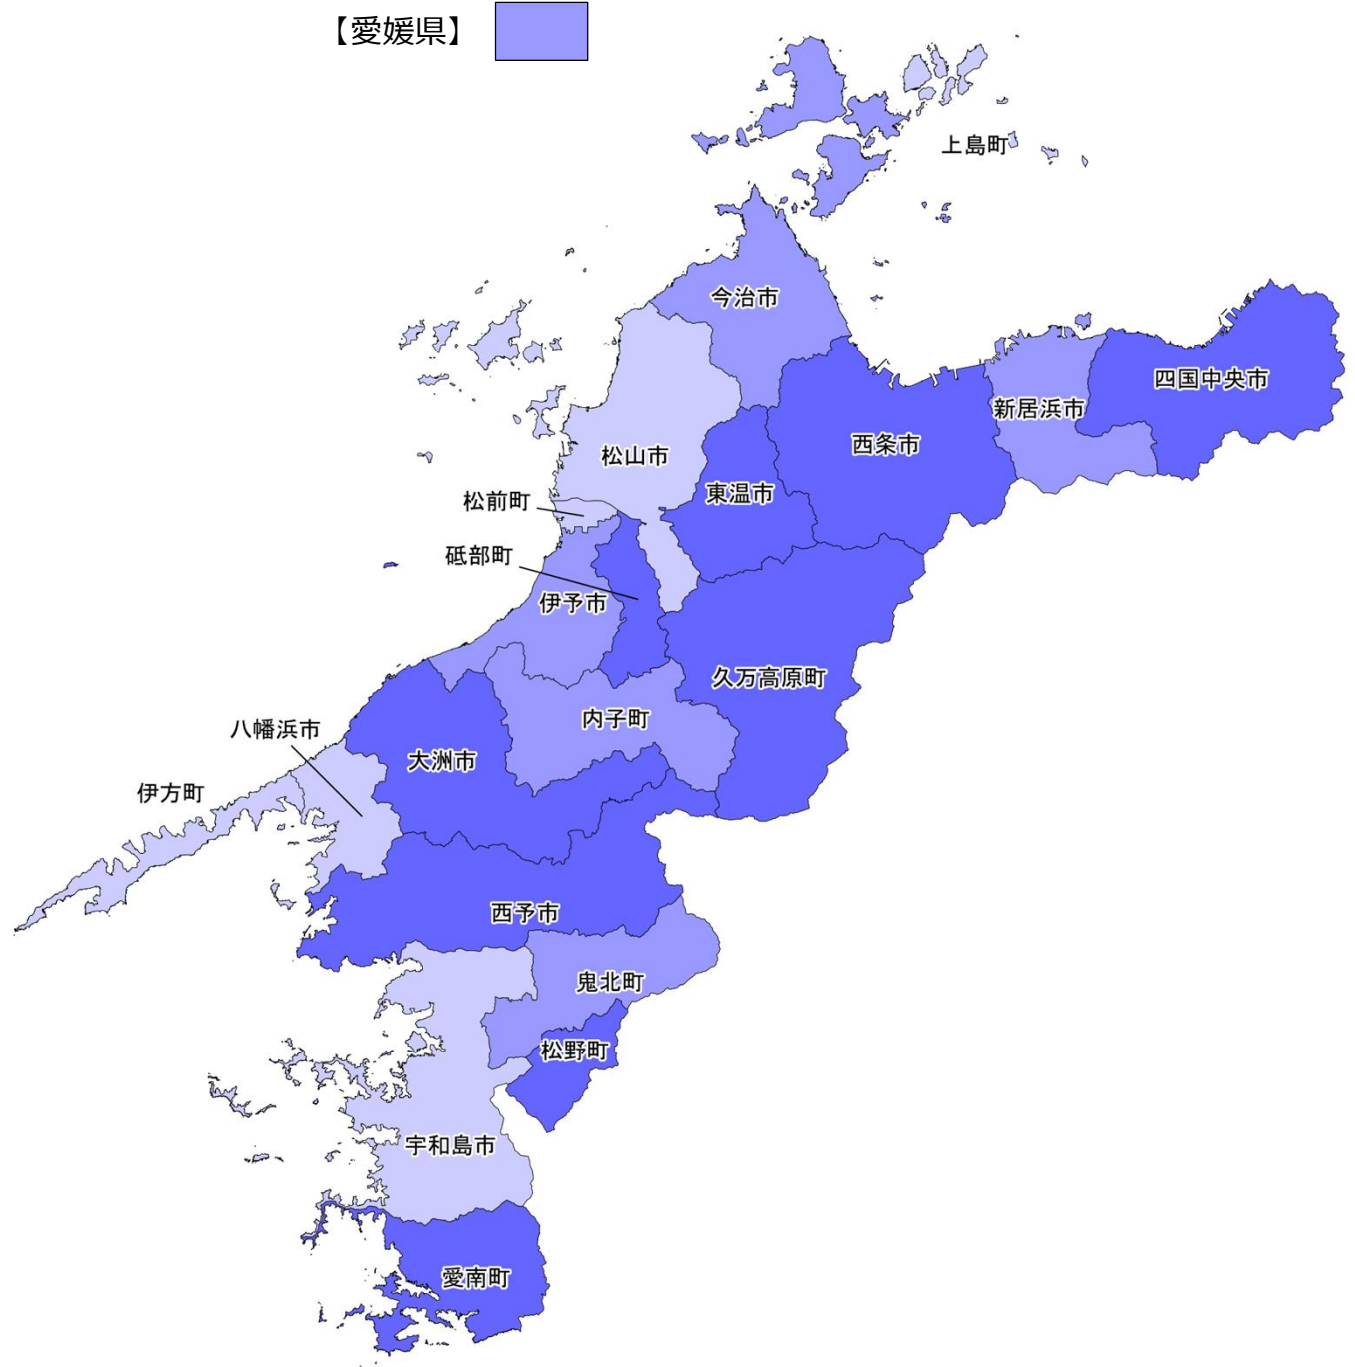 【愛媛県】
上島町
今治市
四国中央市
新居浜市
西条市
松山市
東温市
松前町
砥部町
伊予市
久万高原町
内子町
八幡浜市
大洲市
伊方町
西予市
鬼北町
松野町
宇和島市
愛南町